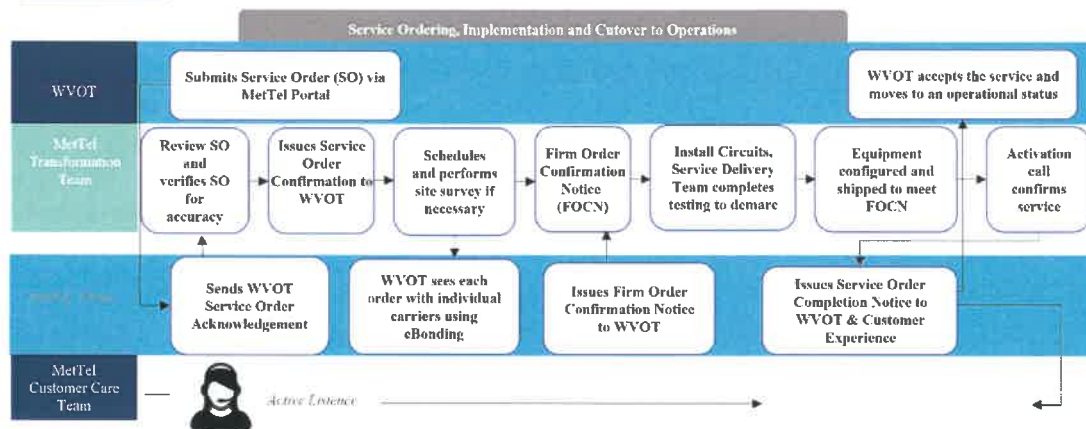 Service Ordering, Implementation and Cutover to Operations
WVOT
Submits Service Order (SO) via
MetTel Portal
WVOT accepts the service and
moves to an operational status
MetTel
Transformation
Team
Review SO
and
verifies SO
for
accuracy
Issues Service
Order
Confirmation to
WVOT
Schedules
and performs
site survey if
necessary
Firm Order
Confirmation
Notice
(FOCN)
Install Circuits,
Service Delivery
Team completes
testing to demarc
Equipment
configured and
shipped to meet
FOCN
Activation
call
confirms
service
Sends WVOT
Service Order
Acknowledgement
WVOT sees each
order with individual
carriers using
eBonding
Issues Firm Order
Confirmation Notice
to WVOT
Issues Service Order
Completion Notice to
WVOT & Customer
Experience
MetTel
Customer Care
Team
Active Listence